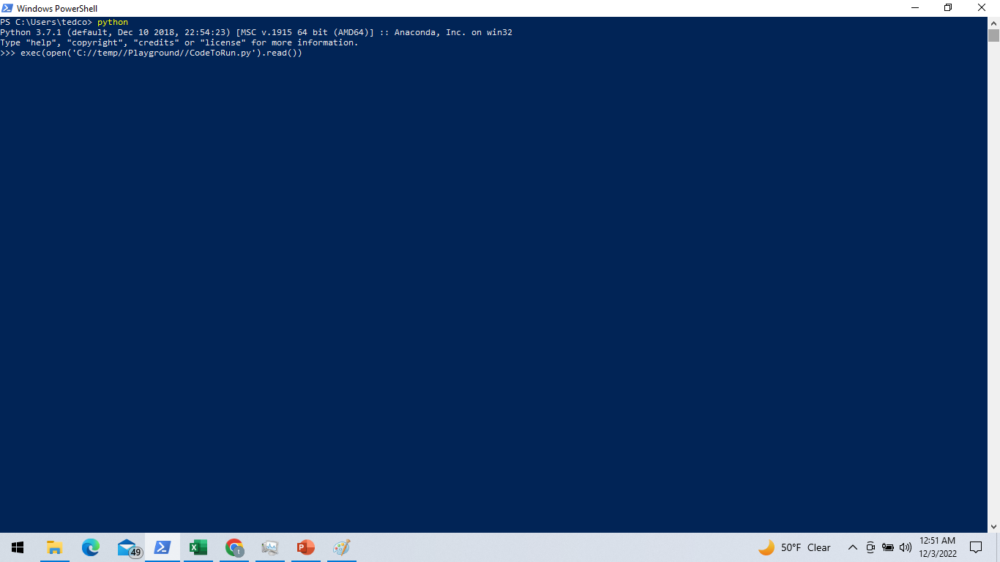 Windows PowerShell
PS C:\Users\tedco> python
Python 3.7.1 (default, Dec 10 2018, 22:54:23) [MSC v.1915 64 bit (AMD64)] :: Anaconda, Inc. on win32
Type "help", "copyright", "credits" or "license" for more information.
>>> exec(open('C://temp//Playground//CodeToRun.py').read())
49
50°F Clear
12:51 AM
12/3/2022